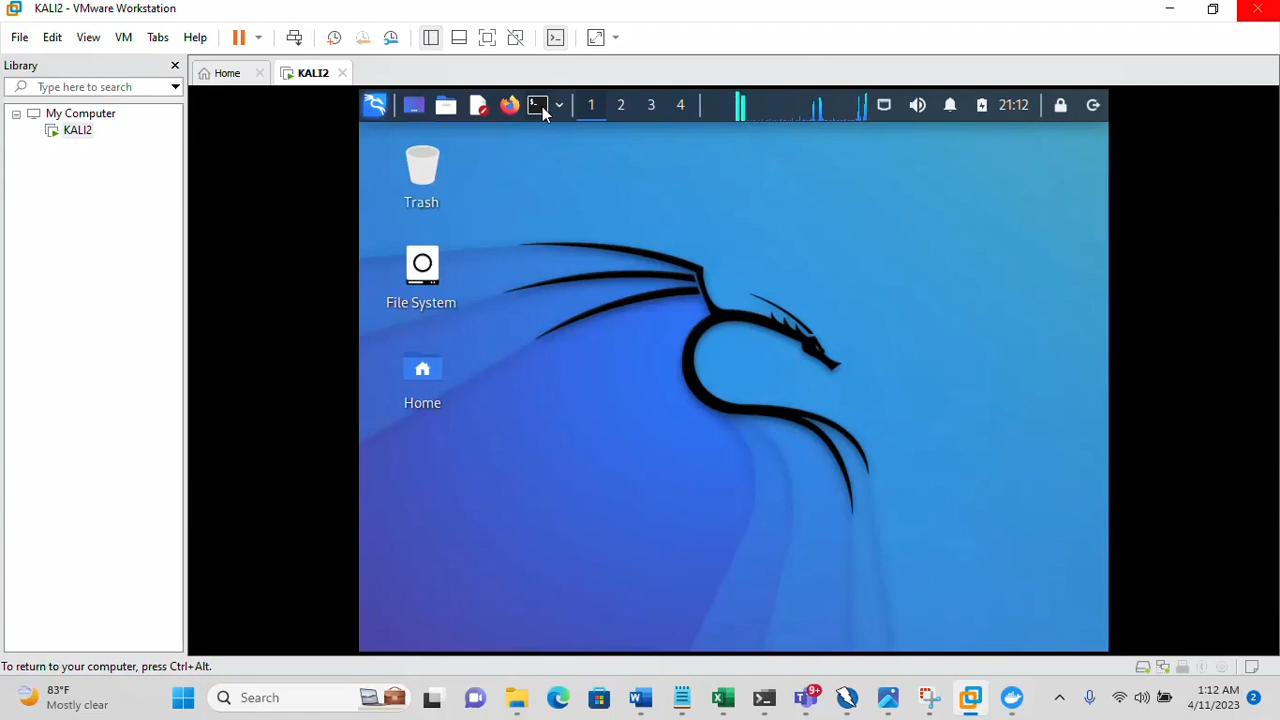 KALI2 - VMware Workstation
File Edit View VM Tabs Help
Library
Type here to search
My Computer
KALI2
Home
KALI2
1 2 3 4 21:12
Trash
File System
Home
To return to your computer, press Ctrl+Alt.
83°F
Mostly clear
Search
9+
1:12 AM
4/11/2023
2